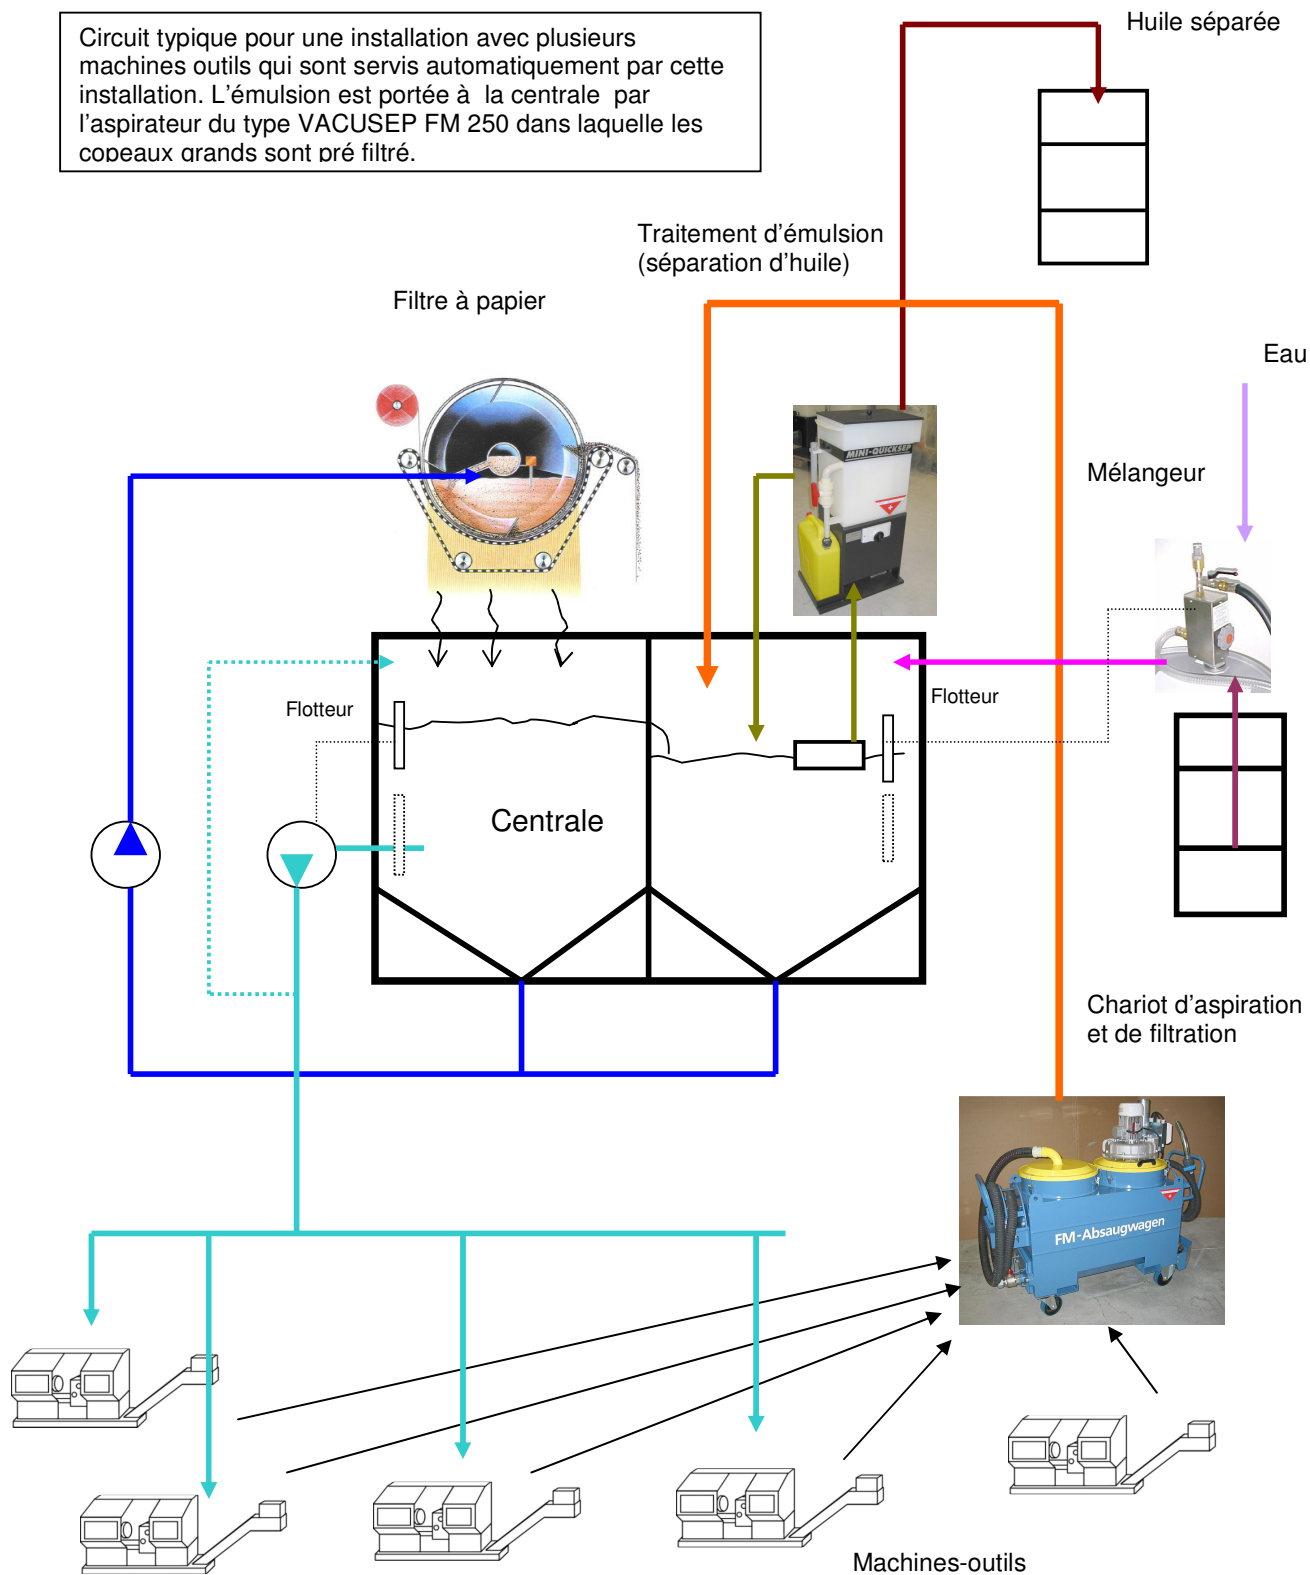 Huile séparée
Circuit typique pour une installation avec plusieurs
machines outils qui sont servis automatiquement par cette
installation. L'émulsion est portée à la centrale par
l'aspirateur du type VACUSEP FM 250 dans laquelle les
copeaux grands sont pré filtré.
Traitement d'émulsion
(séparation d'huile)
Filtre à papier
Eau
MINI-QUICKSEP
Mélangeur
Flotteur
Flotteur
Centrale
Chariot d'aspiration
et de filtration
FM-Absaugwagen
Machines-outils